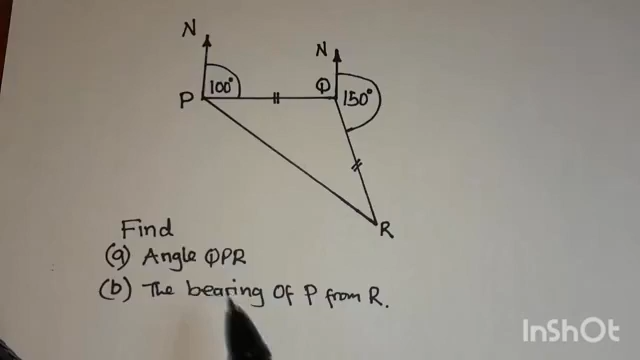 N
N
100°
Q
150°
P
R
Find
(a) Angle QPR
(b) The bearing Of P from R.
InShOt